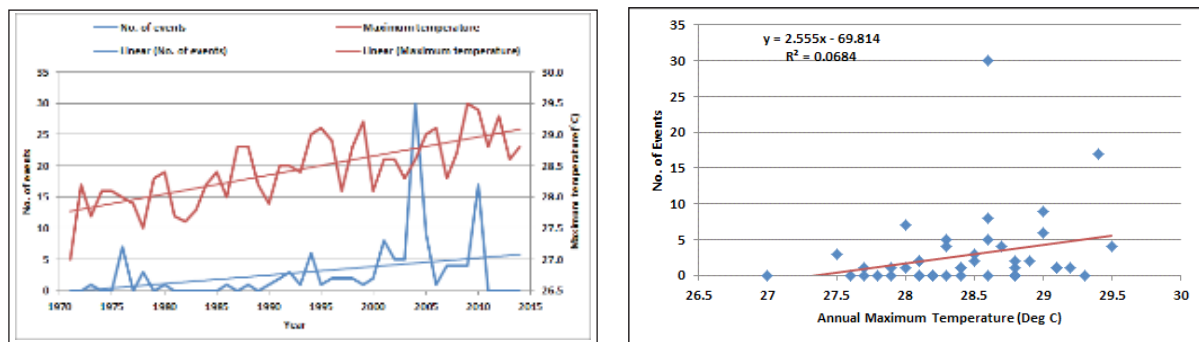 No. of events
Maximum temperature
Linear (No. of events)
Linear (Maximum temperature)
35
30
25
20
15
10
5
0
No. of events
30.0
29.5
29.0
28.5
28.0
27.5
27.0
26.5
Maximum temperature(°C)
1970 1975 1980 1985 1990 1995 2000 2005 2010 2015
Year
y = 2.555x - 69.814
R² = 0.0684
35
30
25
20
15
10
5
0
No. of Events
26.5 27 27.5 28 28.5 29 29.5 30
Annual Maximum Temperature (Deg C)